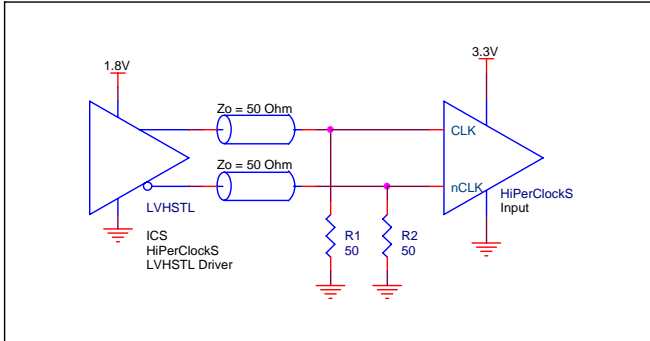 1.8V
3.3V
Zo = 50 Ohm
CLK
Zo = 50 Ohm
nCLK
LVHSTL
HiPerClockS
Input
ICS
HiPerClockS
LVHSTL Driver
R1
50
R2
50